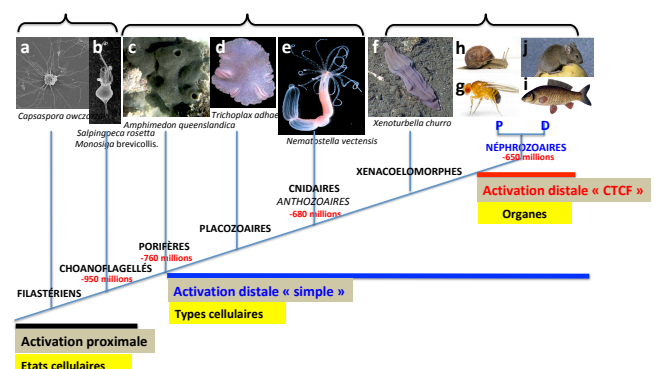 a
b
c
d
e
f
h
j
g
i
Capsaspora owczar
Salpingoeca rosetta
Monosiga brevicollis.
Amphimedon queenslandica
Trichoplax adhae
Nematostella vectensis
Xenoturbella churro
P
D
NÉPHROZOAIRES
-650 millions
XENACOELOMORPHES
CNIDAIRES
ANTHOZOAIRES
-680 millions
PLACOZOAIRES
PORIFÈRES
-760 millions
CHOANOFLAGELLÉS
-950 millions
FILASTÉRIENS
Activation distale « CTCF »
Organes
Activation distale « simple »
Types cellulaires
Activation proximale
Etats cellulaires